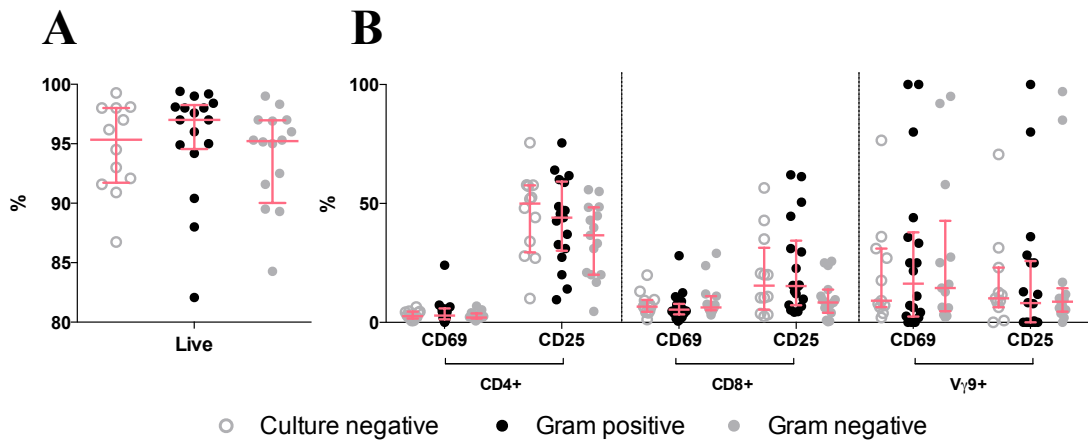 A
B
100
95
90
85
80
%
Live
100
50
0
%
CD69
CD25
CD69
CD25
CD69
CD25
CD4+
CD8+
Vγ9+
Culture negative
Gram positive
Gram negative